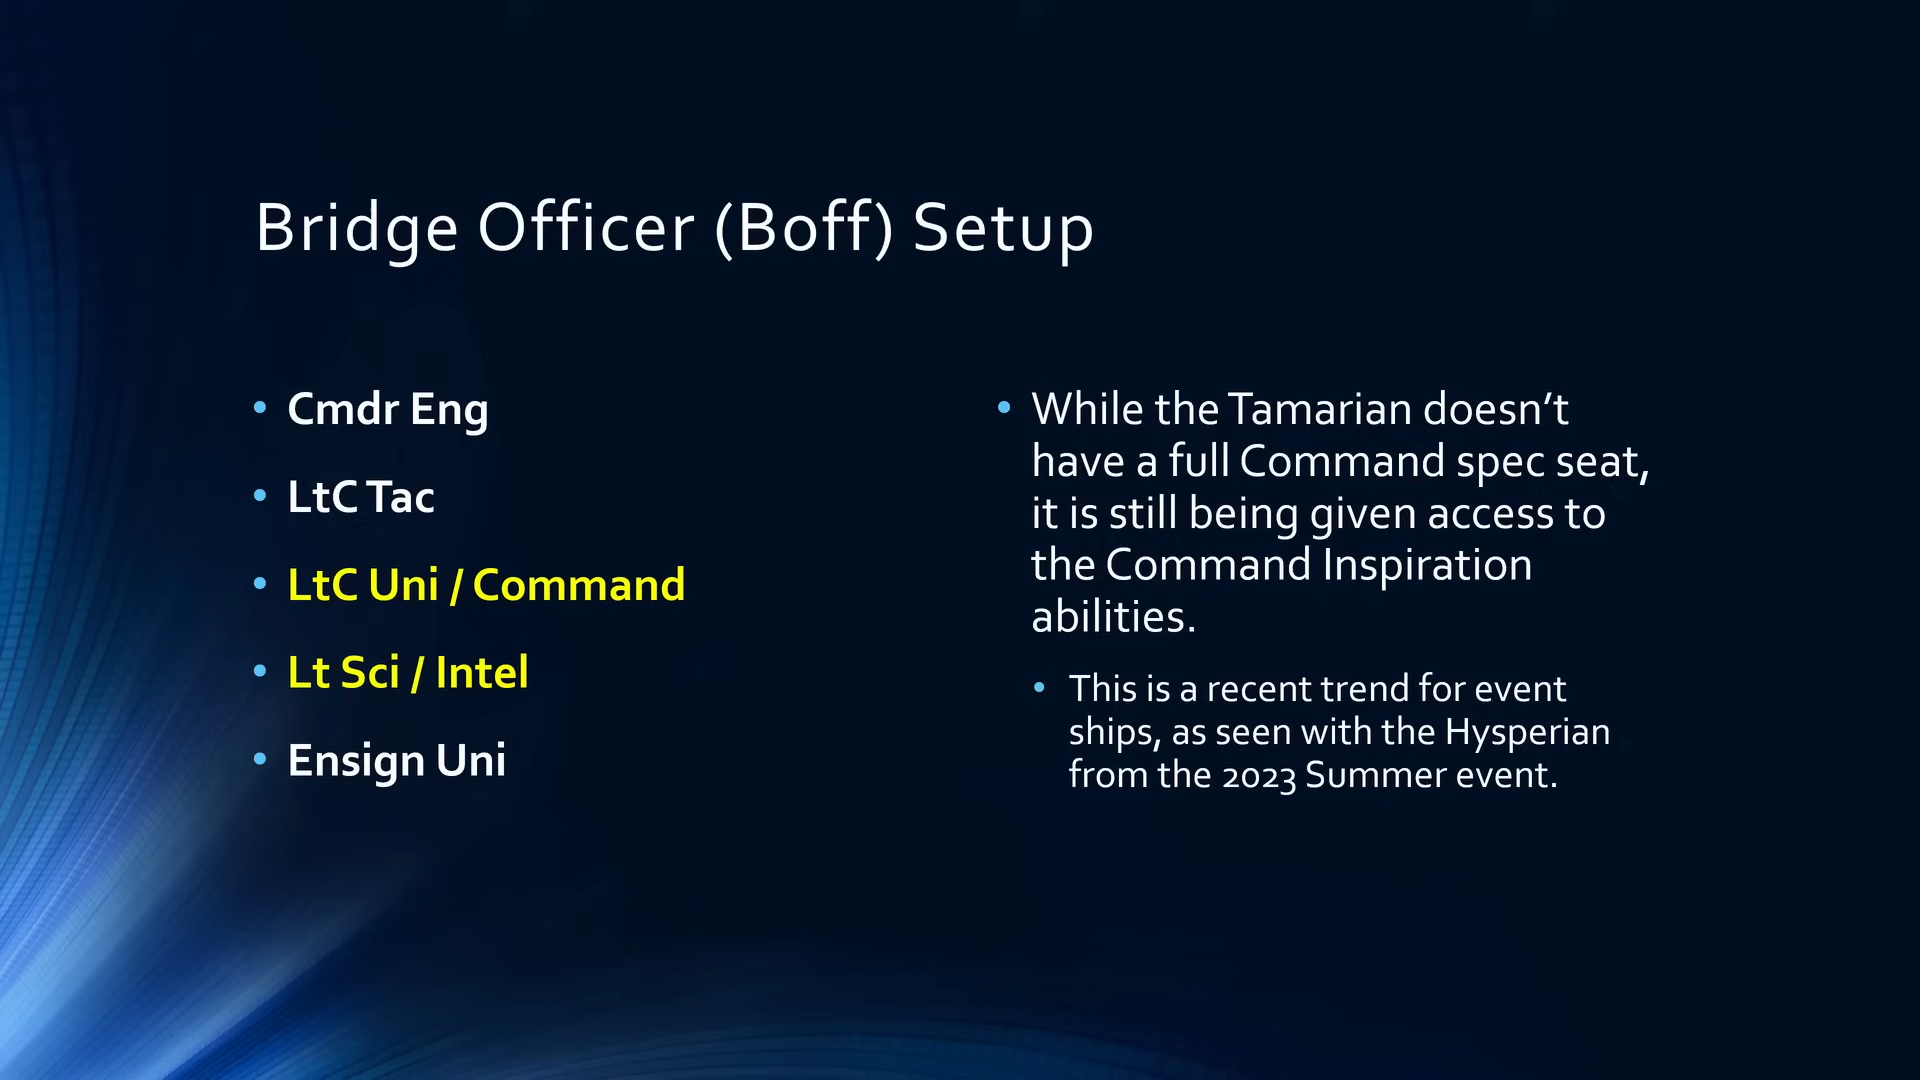 Bridge Officer (Boff) Setup
• Cmdr Eng
• LtC Tac
• LtC Uni / Command
• Lt Sci / Intel
• Ensign Uni
• While the Tamarian doesn’t
have a full Command spec seat,
it is still being given access to
the Command Inspiration
abilities.
• This is a recent trend for event
ships, as seen with the Hysperian
from the 2023 Summer event.